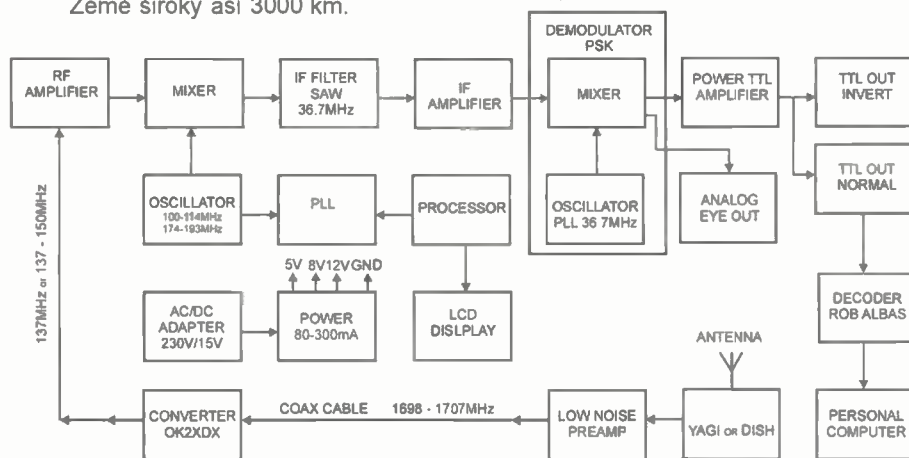 Země široký asi 3000 km.
DEMODULATOR
PSK
RF
AMPLIFIER
MIXER
IF FILTER
SAW
36.7MHz
IF
AMPLIFIER
MIXER
POWER TTL
AMPLIFIER
TTL OUT
INVERT
OSCILLATOR
100-114MHz
174-193MHz
PLL
PROCESSOR
OSCILLATOR
PLL 36 7MHz
ANALOG
EYE OUT
TTL OUT
NORMAL
137MHz or 137 - 150MHz
5V 8V12VGND
AC/DC
ADAPTER
230V/15V
POWER
80-300mA
LCD
DISLPLAY
DECODER
ROB ALBAS
ANTENNA
CONVERTER
OK2XDX
COAX CABLE 1698 - 1707MHz
LOW NOISE
PREAMP
YAGI OR DISH
PERSONAL
COMPUTER